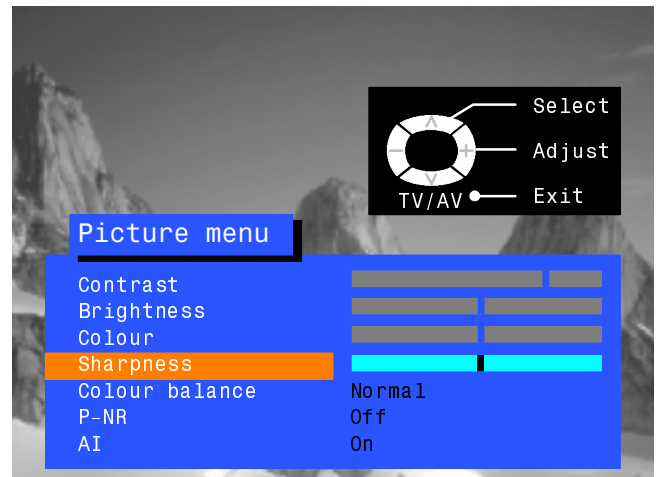 Select
Adjust
TV/AV Exit
Picture menu
Contrast
Brightness
Colour
Sharpness
Colour balance Normal
P-NR Off
AI On